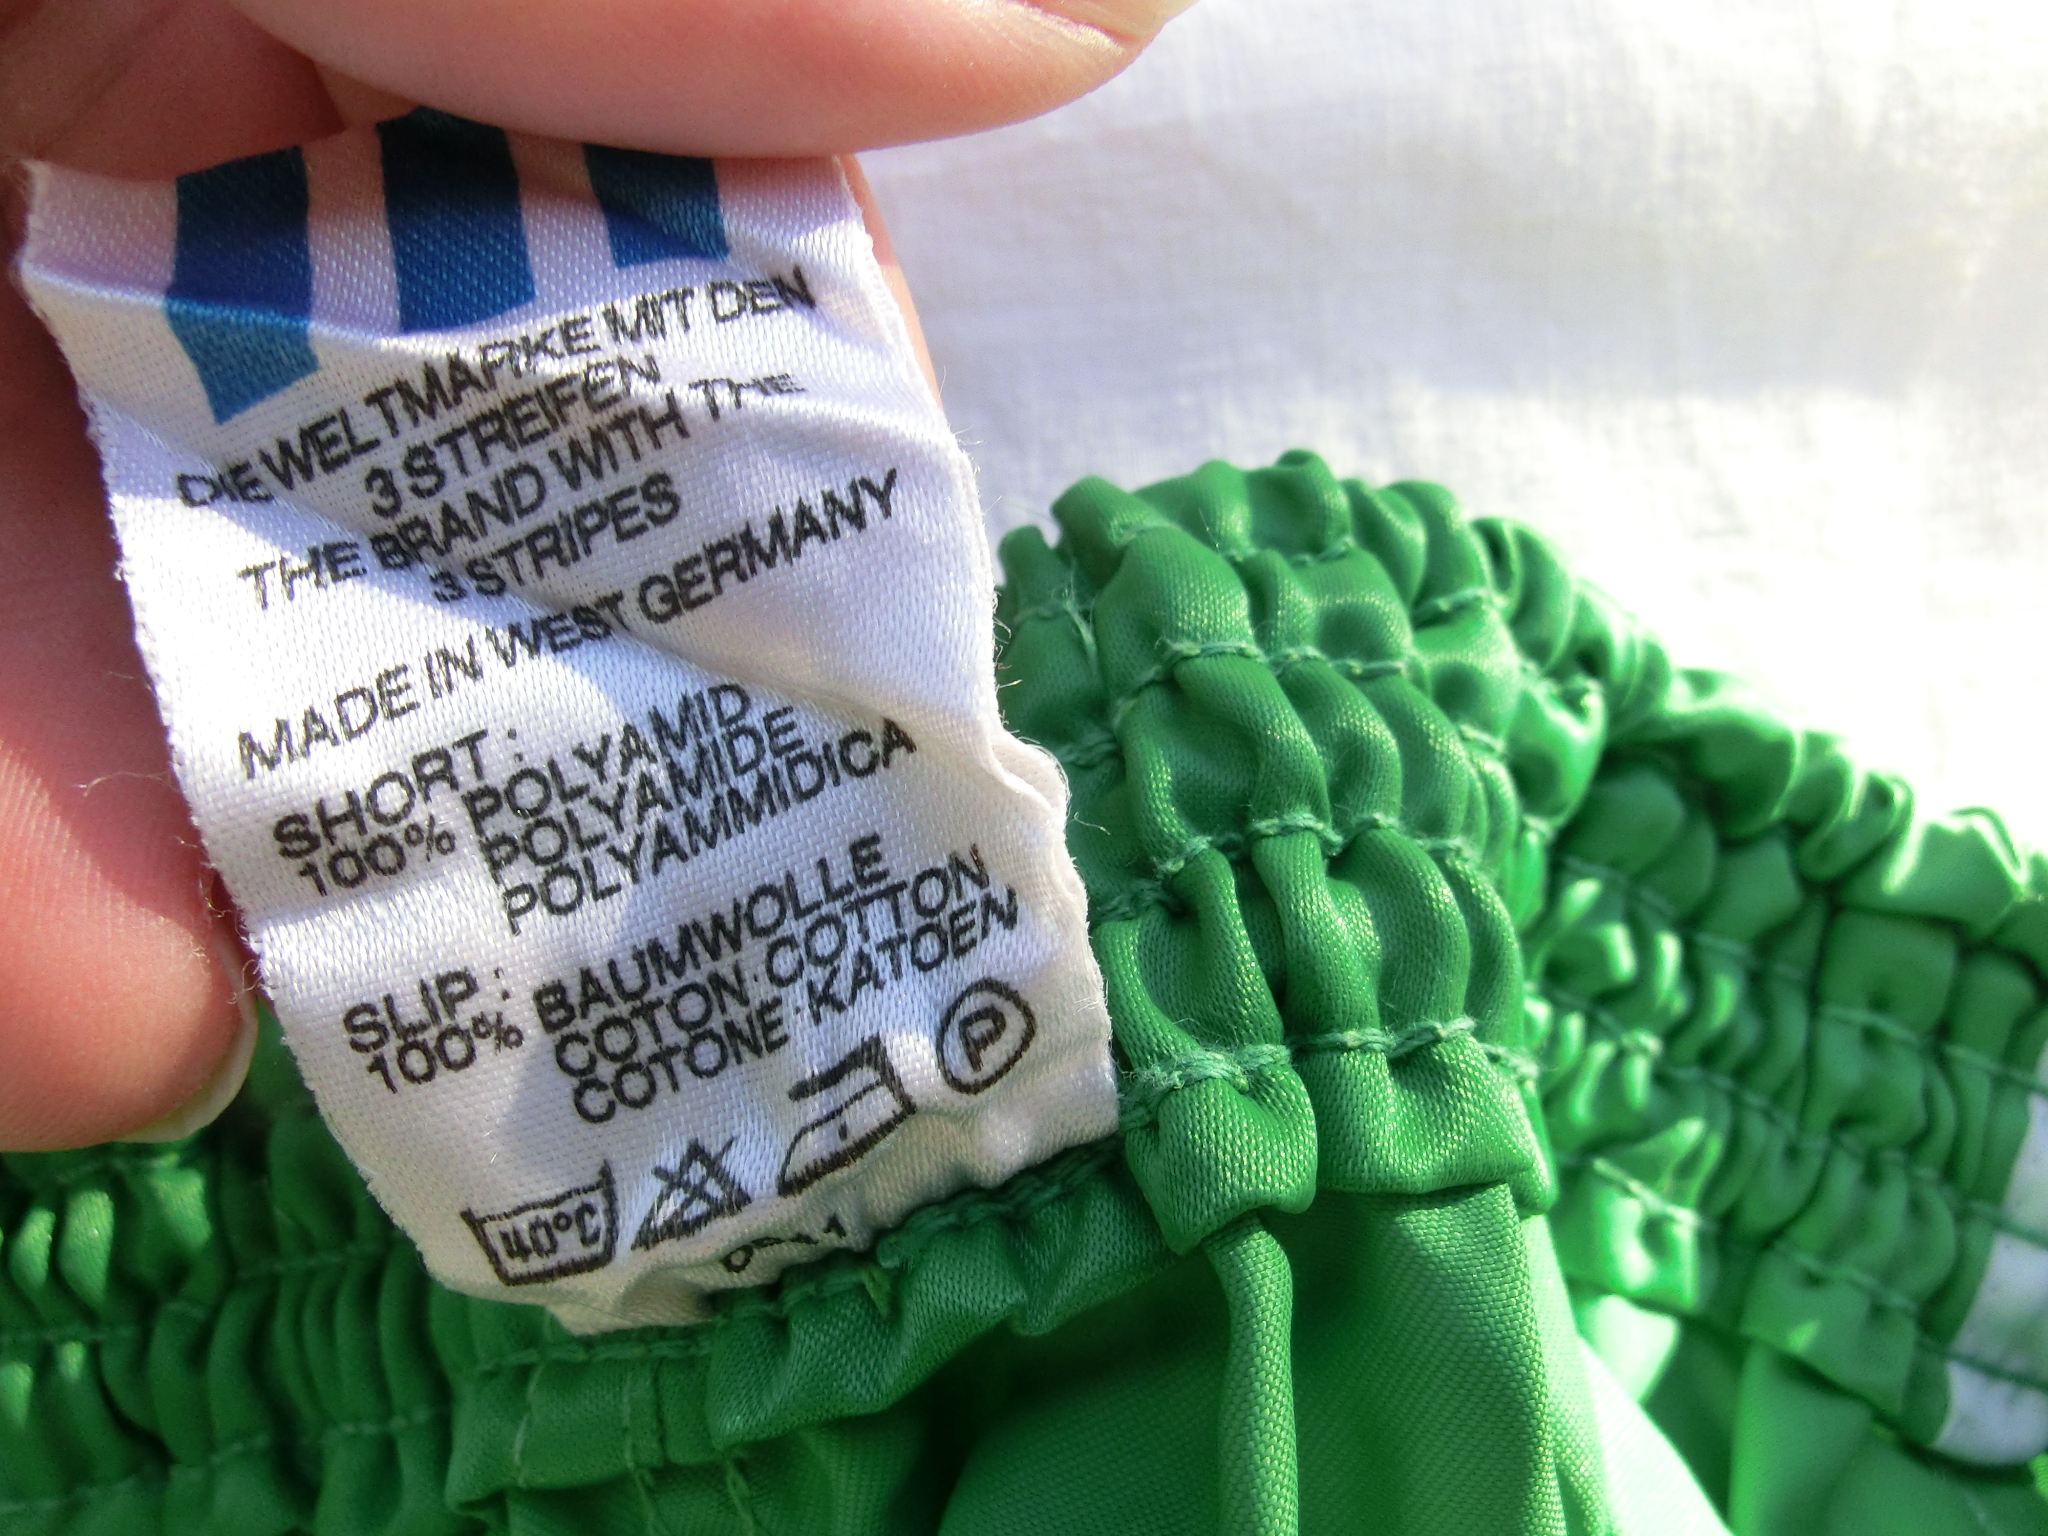 DIE WELTMARKE MIT DEN
3 STREIFEN
THE BRAND WITH THE
3 STRIPES
MADE IN WEST GERMANY
SHORT:
100% POLYAMID
POLYAMIDE
POLYAMMIDICA
SLIP:
100% BAUMWOLLE
COTON·COTTON
COTONE·KATOEN
40°C
P